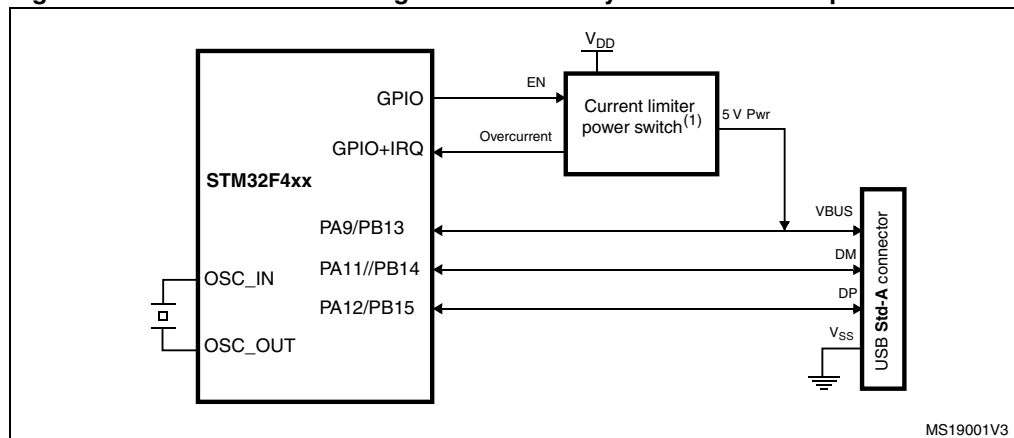 V_DD
EN
GPIO
Current limiter
power switch(1)
5 V Pwr
Overcurrent
GPIO+IRQ
STM32F4xx
VBUS
PA9/PB13
DM
OSC_IN
PA11//PB14
DP
PA12/PB15
V_SS
OSC_OUT
USB Std-A connector
MS19001V3